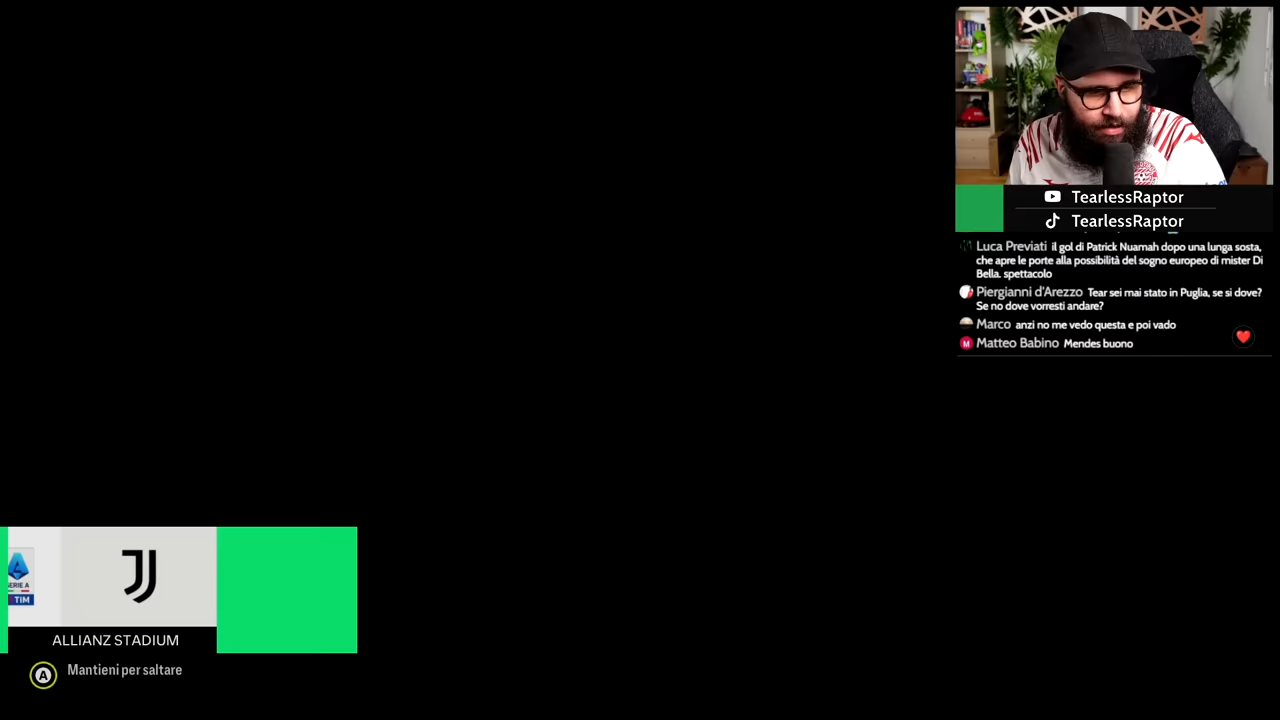 TearlessRaptor
TearlessRaptor
Luca Previati il gol di Patrick Nuamah dopo una lunga sosta,
che apre le porte alla possibilità del sogno europeo di mister Di
Bella. spettacolo
Piergianni d'Arezzo Tear sei mai stato in Puglia, se si dove?
Se no dove vorresti andare?
Marco anzi no me vedo questa e poi vado
M Matteo Babino Mendes buono
SERIE A
TIM
ALLIANZ STADIUM
A Mantieni per saltare